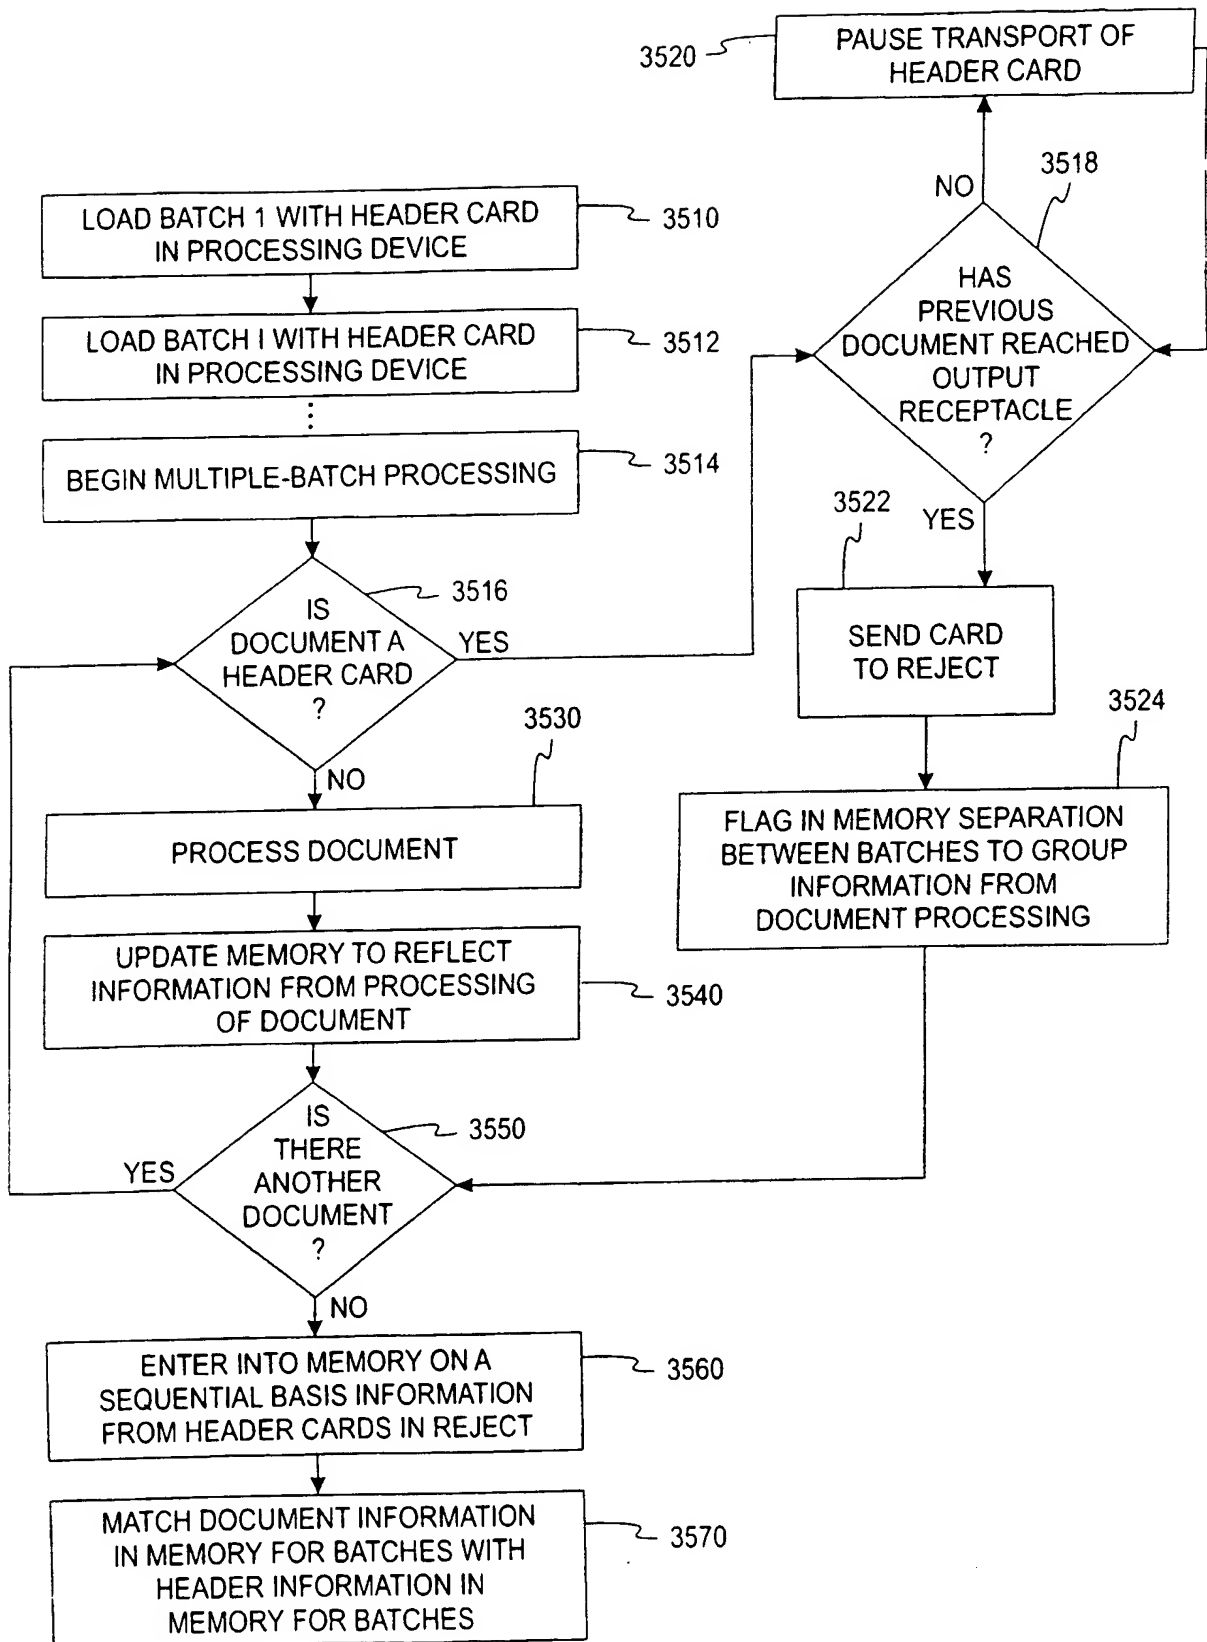 3520
PAUSE TRANSPORT OF
HEADER CARD
3518
NO
LOAD BATCH 1 WITH HEADER CARD
IN PROCESSING DEVICE
3510
HAS
PREVIOUS
DOCUMENT REACHED
OUTPUT
RECEPTACLE
?
LOAD BATCH I WITH HEADER CARD
IN PROCESSING DEVICE
3512
BEGIN MULTIPLE-BATCH PROCESSING
3514
YES
3522
3516
IS
DOCUMENT A
HEADER CARD
?
YES
SEND CARD
TO REJECT
3524
3530
NO
PROCESS DOCUMENT
FLAG IN MEMORY SEPARATION
BETWEEN BATCHES TO GROUP
INFORMATION FROM
DOCUMENT PROCESSING
UPDATE MEMORY TO REFLECT
INFORMATION FROM PROCESSING
OF DOCUMENT
3540
IS
THERE
ANOTHER
DOCUMENT
?
3550
YES
NO
ENTER INTO MEMORY ON A
SEQUENTIAL BASIS INFORMATION
FROM HEADER CARDS IN REJECT
3560
MATCH DOCUMENT INFORMATION
IN MEMORY FOR BATCHES WITH
HEADER INFORMATION IN
MEMORY FOR BATCHES
3570